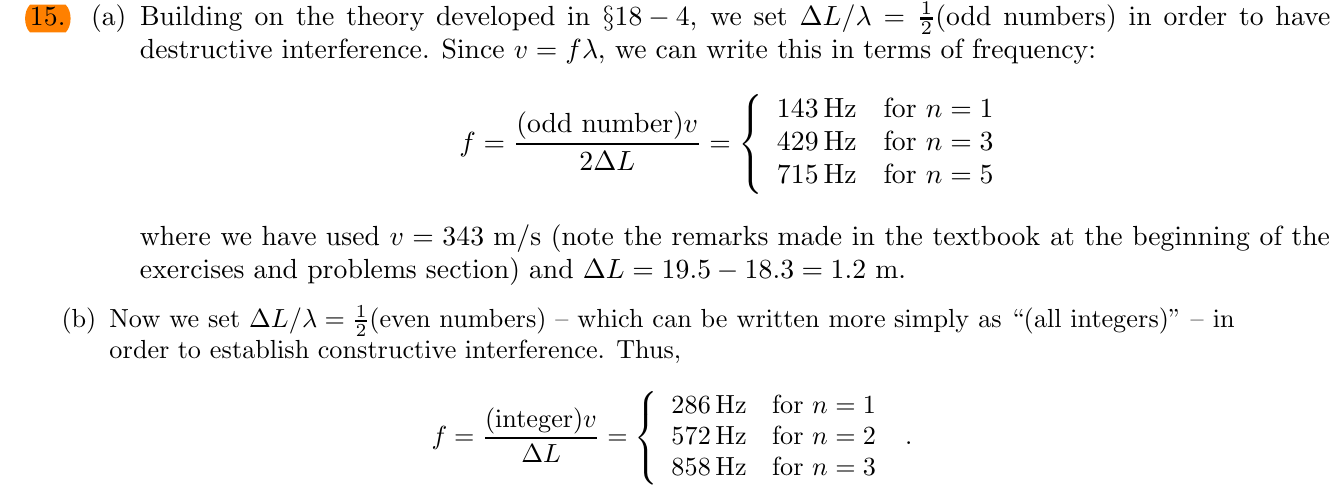 15. (a) Building on the theory developed in §18 – 4, we set ΔL/λ = ½(odd numbers) in order to have
destructive interference. Since v = fλ, we can write this in terms of frequency:
f = (odd number)v / 2ΔL = { 143 Hz for n = 1
429 Hz for n = 3
715 Hz for n = 5
where we have used v = 343 m/s (note the remarks made in the textbook at the beginning of the
exercises and problems section) and ΔL = 19.5 – 18.3 = 1.2 m.
(b) Now we set ΔL/λ = ½(even numbers) – which can be written more simply as “(all integers)” – in
order to establish constructive interference. Thus,
f = (integer)v / ΔL = { 286 Hz for n = 1
572 Hz for n = 2 .
858 Hz for n = 3